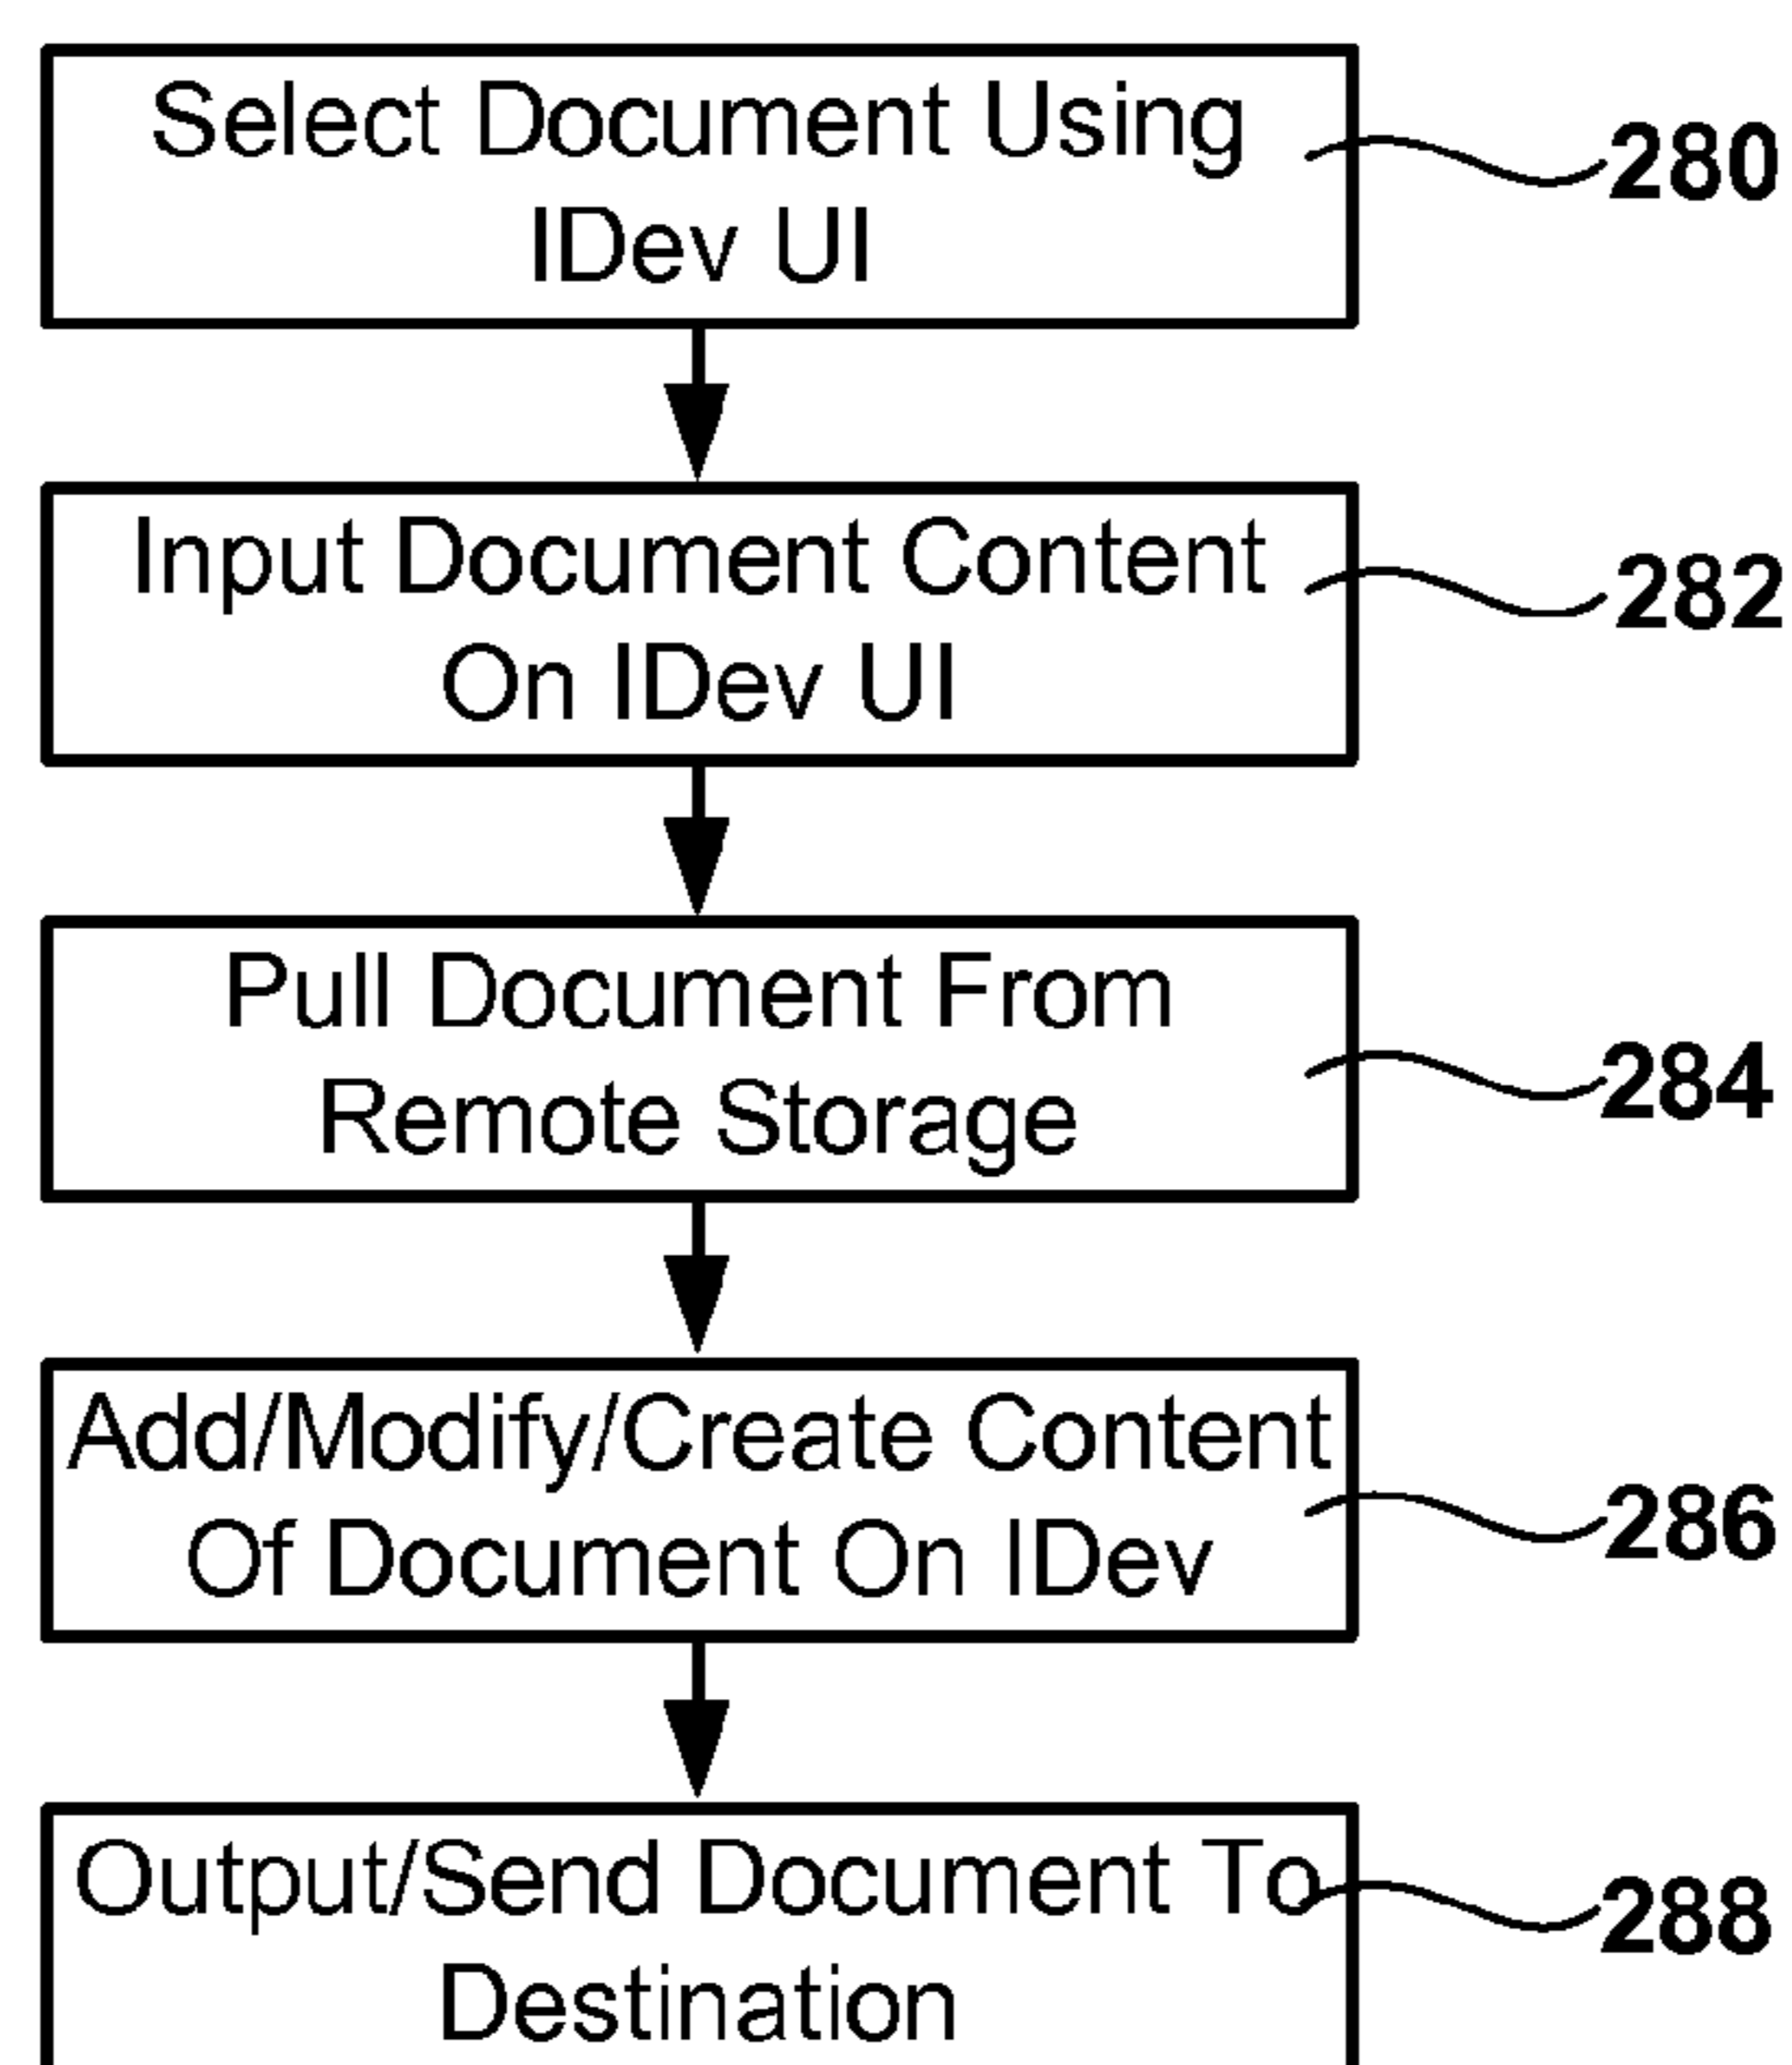 Select Document Using
IDev UI
280
Input Document Content
On IDev UI
282
Pull Document From
Remote Storage
284
Add/Modify/Create Content
Of Document On IDev
286
Output/Send Document To
Destination
288